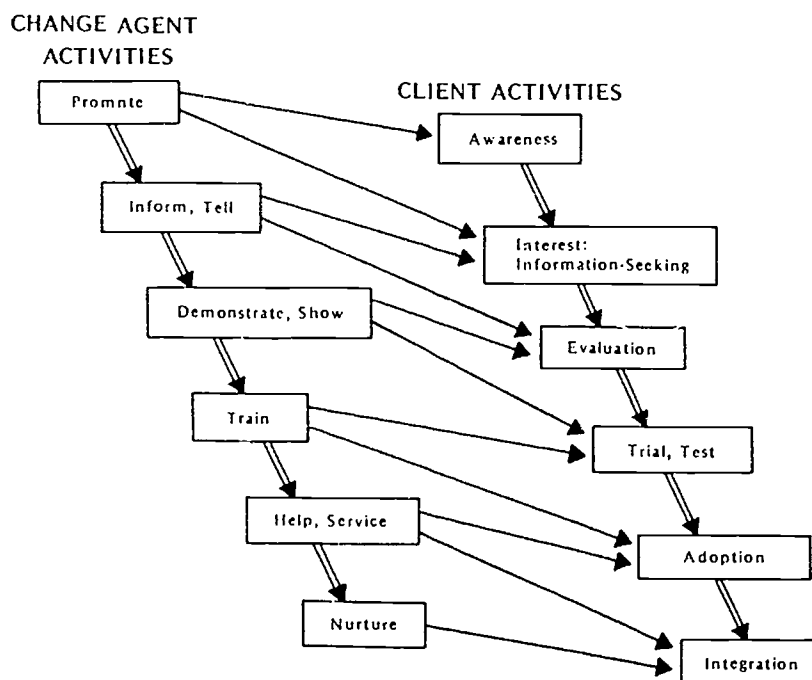 CHANGE AGENT
ACTIVITIES
CLIENT ACTIVITIES
Promnte
Awareness
Inform, Tell
Interest:
Information-Seeking
Demonstrate, Show
Evaluation
Train
Trial, Test
Help, Service
Adoption
Nurture
Integration